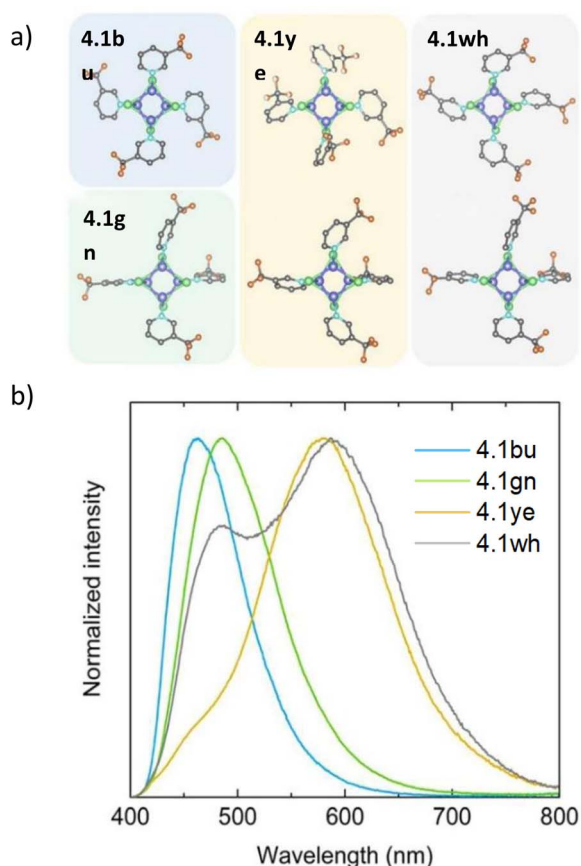 a)
4.1b
u
4.1y
e
4.1wh
4.1g
n
b)
Normalized intensity
4.1bu
4.1gn
4.1ye
4.1wh
400 500 600 700 800
Wavelength (nm)